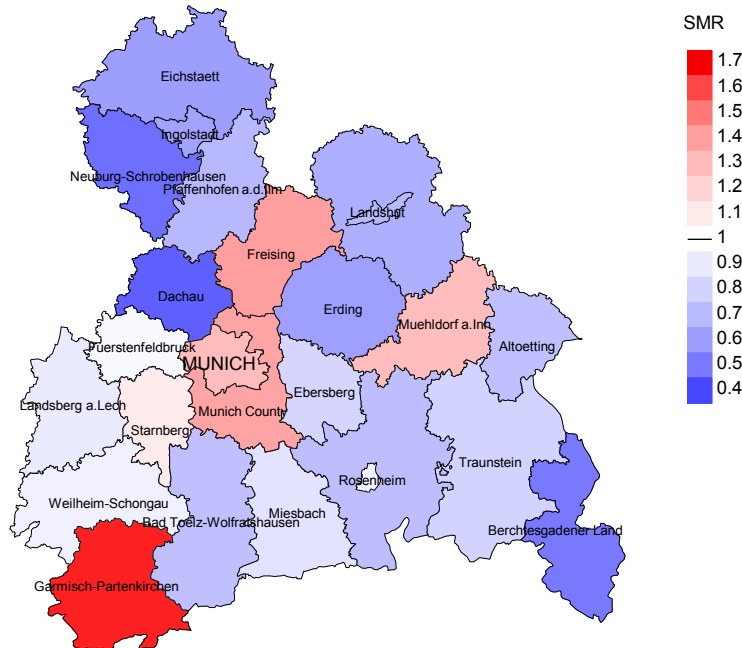 SMR
1.7
1.6
1.5
1.4
1.3
1.2
1.1
1
0.9
0.8
0.7
0.6
0.5
0.4
Eichstaett
Ingolstadt
Neuburg-Schrobenhausen
Pfaffenhofen a.d.Ilm
Landshut
Freising
Dachau
Erding
Muehldorf a.Inn
Fuerstenfeldbruck
Altoetting
MUNICH
Ebersberg
Landsberg a.Lech
Munich County
Starnberg
Traunstein
Rosenheim
Weilheim-Schongau
Miesbach
Bad Toelz-Wolfratshausen
Berchtesgadener Land
Garmisch-Partenkirchen